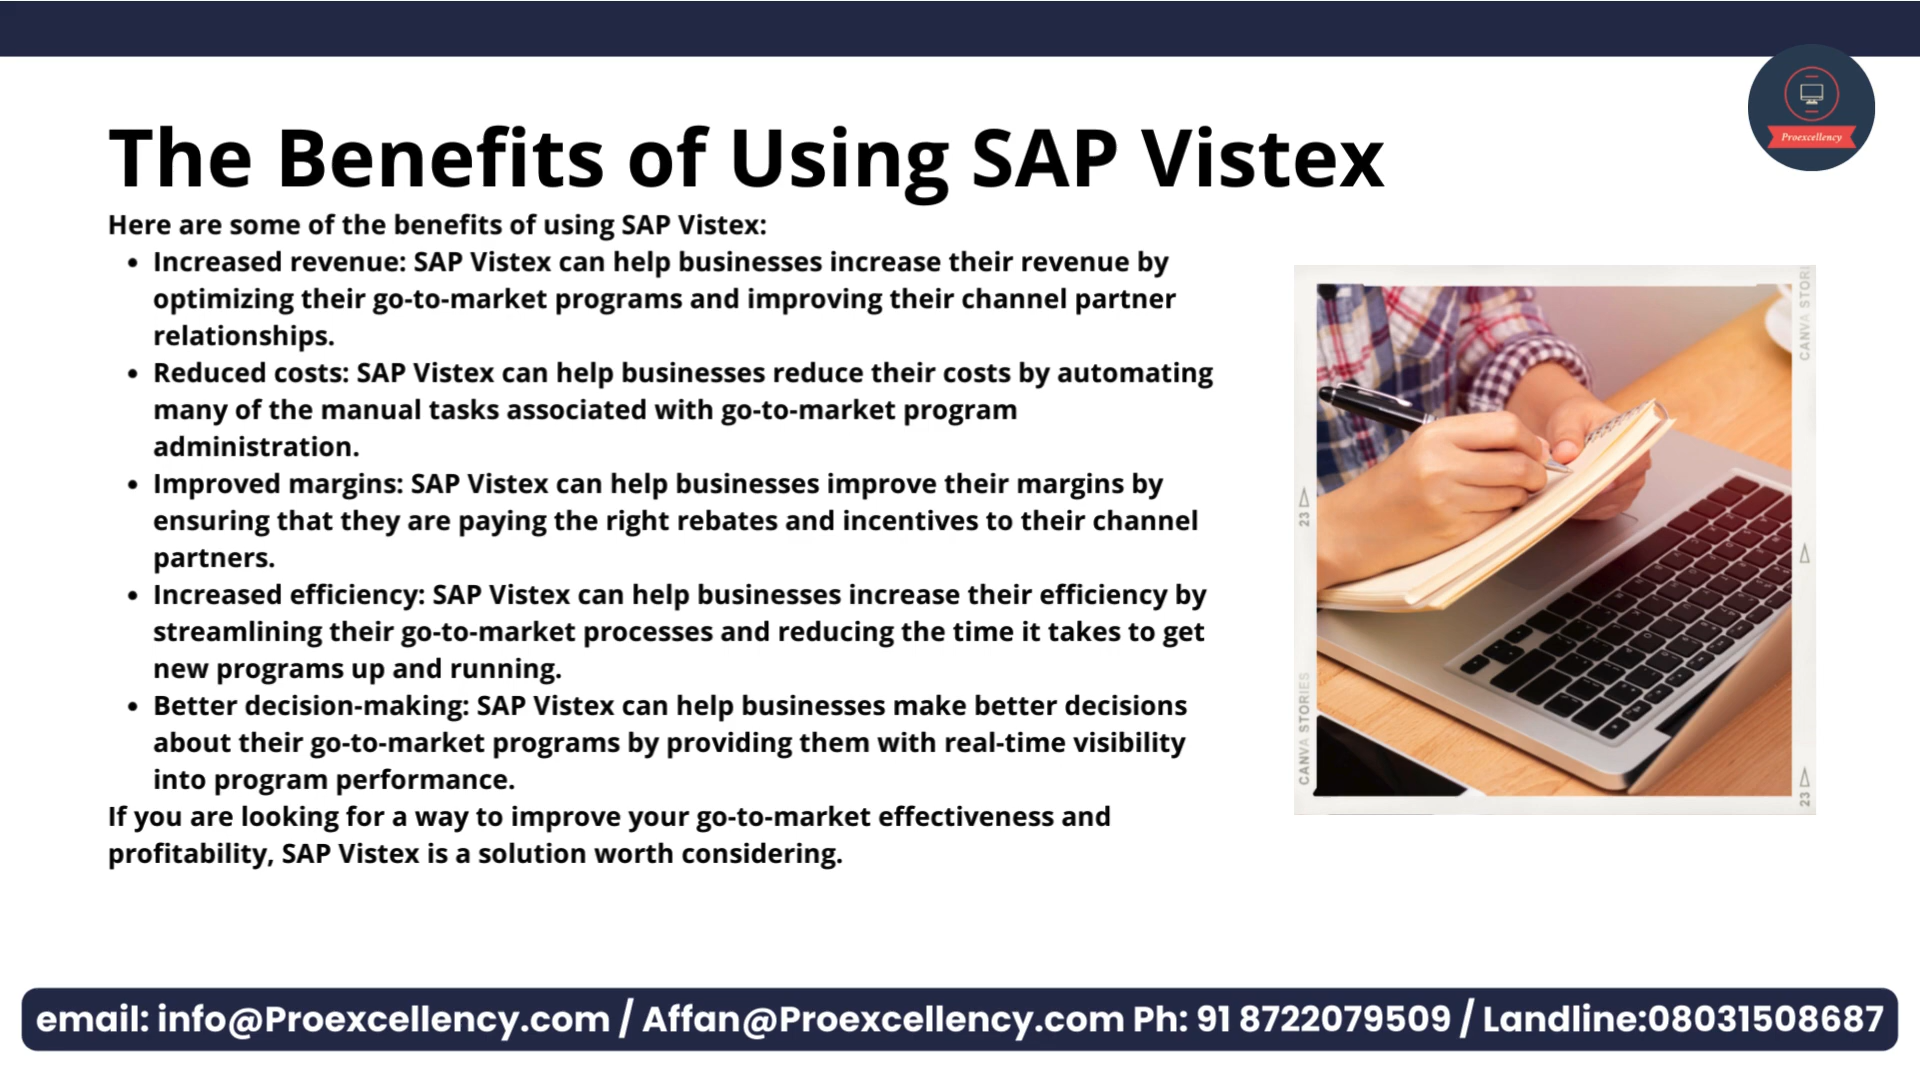 Proexcellency
The Benefits of Using SAP Vistex
Here are some of the benefits of using SAP Vistex:
• Increased revenue: SAP Vistex can help businesses increase their revenue by
optimizing their go-to-market programs and improving their channel partner
relationships.
• Reduced costs: SAP Vistex can help businesses reduce their costs by automating
many of the manual tasks associated with go-to-market program
administration.
• Improved margins: SAP Vistex can help businesses improve their margins by
ensuring that they are paying the right rebates and incentives to their channel
partners.
• Increased efficiency: SAP Vistex can help businesses increase their efficiency by
streamlining their go-to-market processes and reducing the time it takes to get
new programs up and running.
• Better decision-making: SAP Vistex can help businesses make better decisions
about their go-to-market programs by providing them with real-time visibility
into program performance.
If you are looking for a way to improve your go-to-market effectiveness and
profitability, SAP Vistex is a solution worth considering.
CANVA STORI
23
CANVA STORIES
23
email: info@Proexcellency.com / Affan@Proexcellency.com Ph: 91 8722079509 / Landline:08031508687